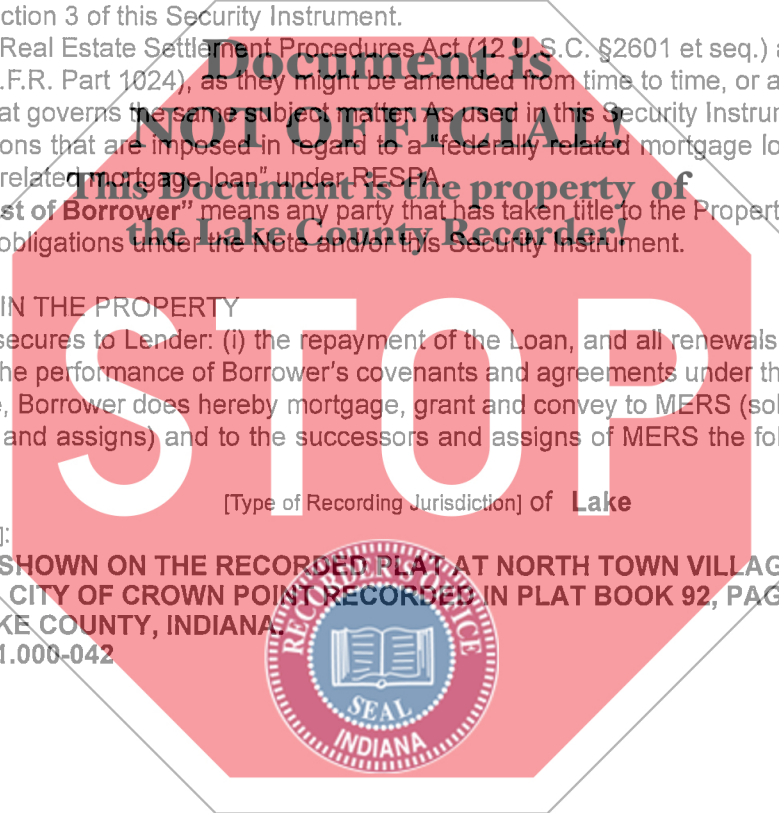 ction 3 of this Security Instrument.
Real Estate Settlement Procedures Act (12 U.S.C. §2601 et seq.) a
.F.R. Part 1024), as they might be amended from time to time, or a
at governs the same subject matter. As used in this Security Instrum
ons that are imposed in regard to a “federally related mortgage lo
related mortgage loan” under RESPA.
st of Borrower” means any party that has taken title to the Propert
obligations under the Note and/or this Security Instrument.
Document is
NOT OFFICIAL!
This Document is the property of
the Lake County Recorder!
IN THE PROPERTY
secures to Lender: (i) the repayment of the Loan, and all renewals
he performance of Borrower's covenants and agreements under th
e, Borrower does hereby mortgage, grant and convey to MERS (sol
and assigns) and to the successors and assigns of MERS the fol
STOP
[Type of Recording Jurisdiction] of Lake
]:
SHOWN ON THE RECORDED PLAT AT NORTH TOWN VILLAG
CITY OF CROWN POINT RECORDED IN PLAT BOOK 92, PAG
KE COUNTY, INDIANA.
1.000-042
RECORDER'S OFFICE
SEAL
INDIANA